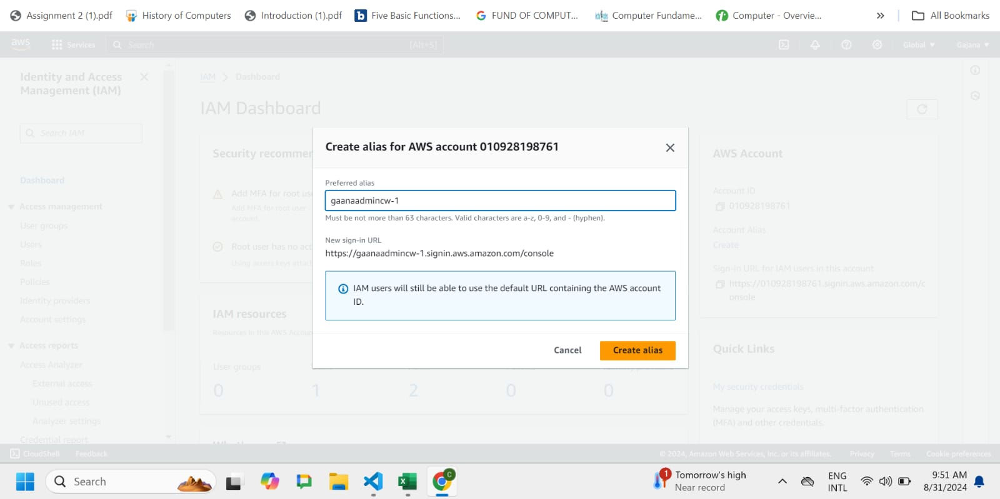 Assignment 2 (1).pdf
History of Computers
Introduction (1).pdf
Five Basic Functions...
FUND OF COMPUT...
Computer Fundame...
Computer - Overvie...
»
All Bookmarks
aws
Services
Search
[Alt+S]
Global
Gajana
Identity and Access
Management (IAM)
Search IAM
Dashboard
Access management
User groups
Users
Roles
Policies
Identity providers
Account settings
Access reports
Access Analyzer
External access
Unused access
Analyzer settings
Credential report
IAM > Dashboard
IAM Dashboard
Security recommen
Add MFA for root use
Add MFA for root user
account.
Root user has no act
Using access keys attach
IAM resources
Resources in this AWS Accou
User groups
0
1
2
0
0
Create alias for AWS account 010928198761
Preferred alias
gaanaadmincw-1
Must be not more than 63 characters. Valid characters are a-z, 0-9, and - (hyphen).
New sign-in URL
https://gaanaadmincw-1.signin.aws.amazon.com/console
IAM users will still be able to use the default URL containing the AWS account
ID.
Cancel
Create alias
AWS Account
Account ID
010928198761
Account Alias
Create
Sign-in URL for IAM users in this account
https://010928198761.signin.aws.amazon.com/c
onsole
Quick Links
My security credentials
Manage your access keys, multi-factor authentication
(MFA) and other credentials.
CloudShell
Feedback
© 2024, Amazon Web Services, Inc. or its affiliates.
Privacy
Terms
Cookie preferences
Search
1
Tomorrow's high
Near record
ENG
INTL
9:51 AM
8/31/2024